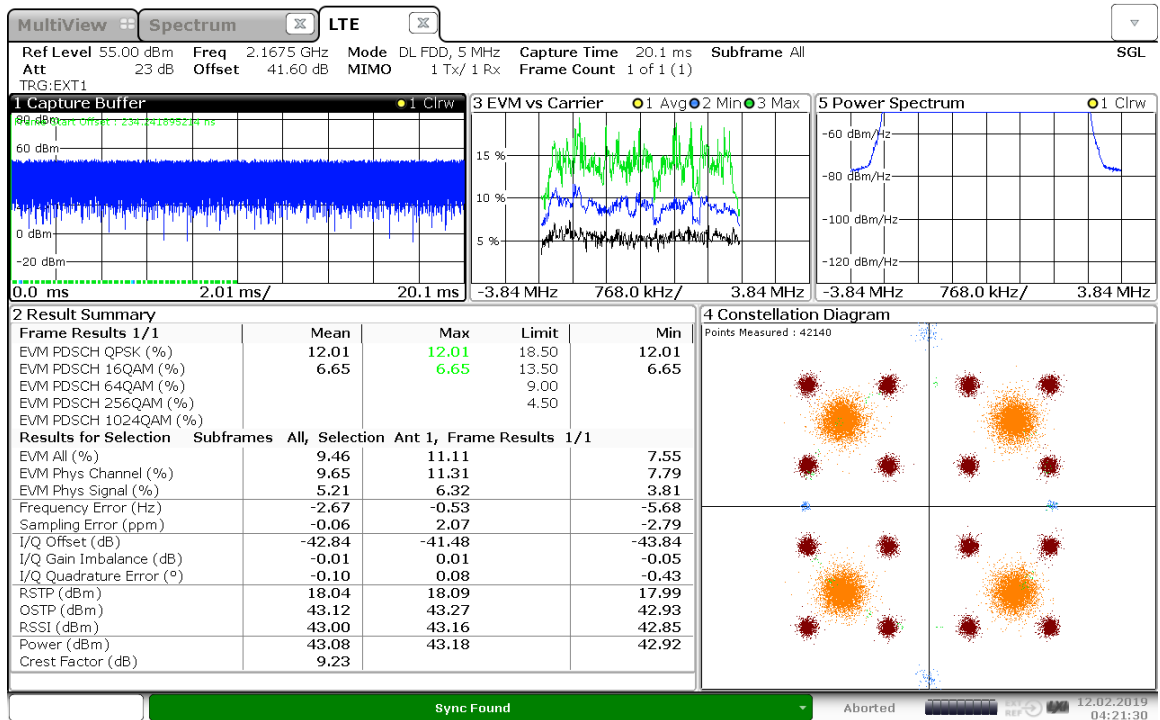 MultiView Spectrum LTE
Ref Level 55.00 dBm Freq 2.1675 GHz Mode DL FDD, 5 MHz Capture Time 20.1 ms Subframe All SGL
Att 23 dB Offset 41.60 dB MIMO 1 Tx/ 1 Rx Frame Count 1 of 1 (1)
TRG:EXT1
1 Capture Buffer 1 Clrw
80 dBm
Frame Start Offset : 234.241895214 ns
60 dBm
0 dBm
-20 dBm
0.0 ms 2.01 ms/ 20.1 ms
3 EVM vs Carrier 1 Avg 2 Min 3 Max
15 %
10 %
5 %
-3.84 MHz 768.0 kHz/ 3.84 MHz
5 Power Spectrum 1 Clrw
-60 dBm/Hz
-80 dBm/Hz
-100 dBm/Hz
-120 dBm/Hz
-3.84 MHz 768.0 kHz/ 3.84 MHz
2 Result Summary
Frame Results 1/1 Mean Max Limit Min
EVM PDSCH QPSK (%) 12.01 12.01 18.50 12.01
EVM PDSCH 16QAM (%) 6.65 6.65 13.50 6.65
EVM PDSCH 64QAM (%) 9.00
EVM PDSCH 256QAM (%) 4.50
EVM PDSCH 1024QAM (%)
Results for Selection Subframes All, Selection Ant 1, Frame Results 1/1
EVM All (%) 9.46 11.11 7.55
EVM Phys Channel (%) 9.65 11.31 7.79
EVM Phys Signal (%) 5.21 6.32 3.81
Frequency Error (Hz) -2.67 -0.53 -5.68
Sampling Error (ppm) -0.06 2.07 -2.79
I/Q Offset (dB) -42.84 -41.48 -43.84
I/Q Gain Imbalance (dB) -0.01 0.01 -0.05
I/Q Quadrature Error (°) -0.10 0.08 -0.43
RSTP (dBm) 18.04 18.09 17.99
OSTP (dBm) 43.12 43.27 42.93
RSSI (dBm) 43.00 43.16 42.85
Power (dBm) 43.08 43.18 42.92
Crest Factor (dB) 9.23
4 Constellation Diagram
Points Measured : 42140
Sync Found Aborted
EXT
REF
12.02.2019
04:21:30